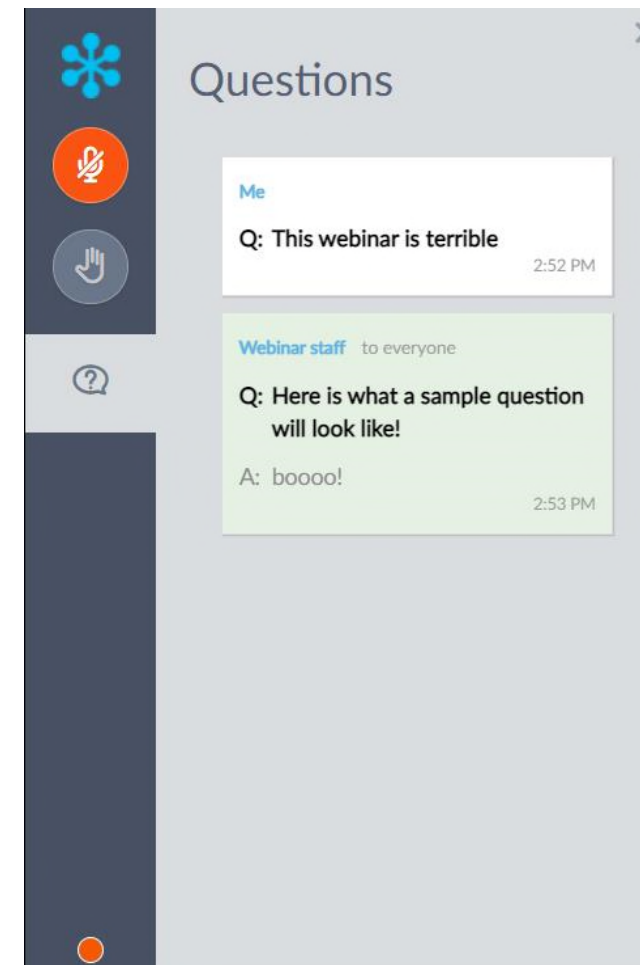 Questions
Me
Q: This webinar is terrible
2:52 PM
Webinar staff to everyone
Q: Here is what a sample question
will look like!
A: boooo!
2:53 PM